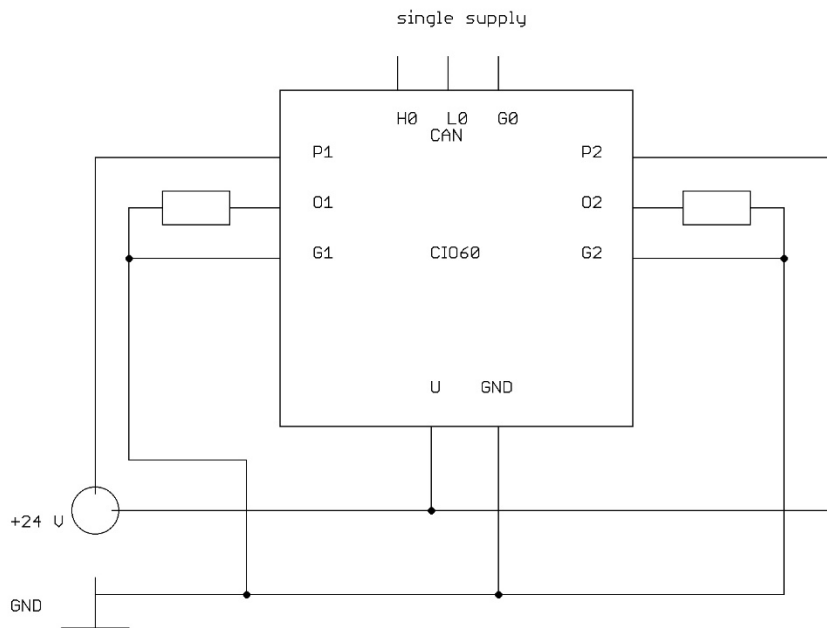 single supply
H0 L0 G0
CAN
P1 P2
O1 O2
G1 CIO60 G2
U GND
+24 V
GND